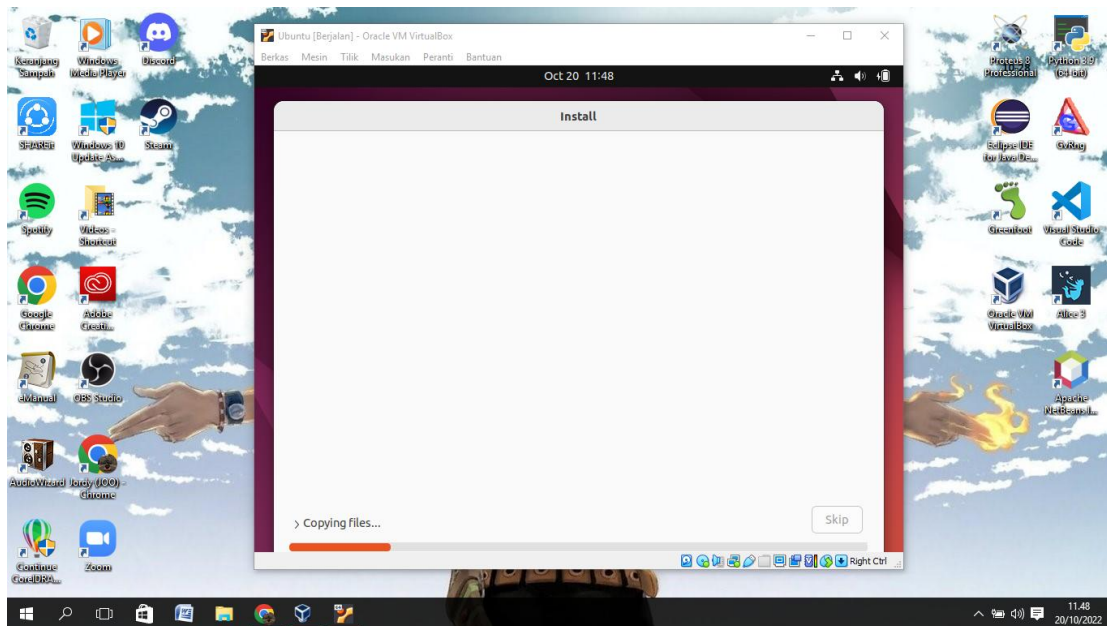 Ubuntu [Berjalan] - Oracle VM VirtualBox
Berkas Mesin Tilik Masukan Peranti Bantuan
Oct 20 11:48
Install
> Copying files...
Skip
Right Ctrl
Keranjang
Sampah
Windows
Media Player
Discord
SHAREit
Windows 10
Update As...
Steam
Spotify
Videos -
Shortcut
Google
Chrome
Adobe
Creati...
eManual
OBS Studio
AudioWizard
Jordy (JOO) -
Chrome
Continue
CorelDRA...
Zoom
Proteus 8
Professional
Python 3.9
(64-bit)
Eclipse IDE
for Java De...
GvRng
Greenfoot
Visual Studio
Code
Oracle VM
VirtualBox
Alice 3
Apache
NetBeans I...
11.48
20/10/2022